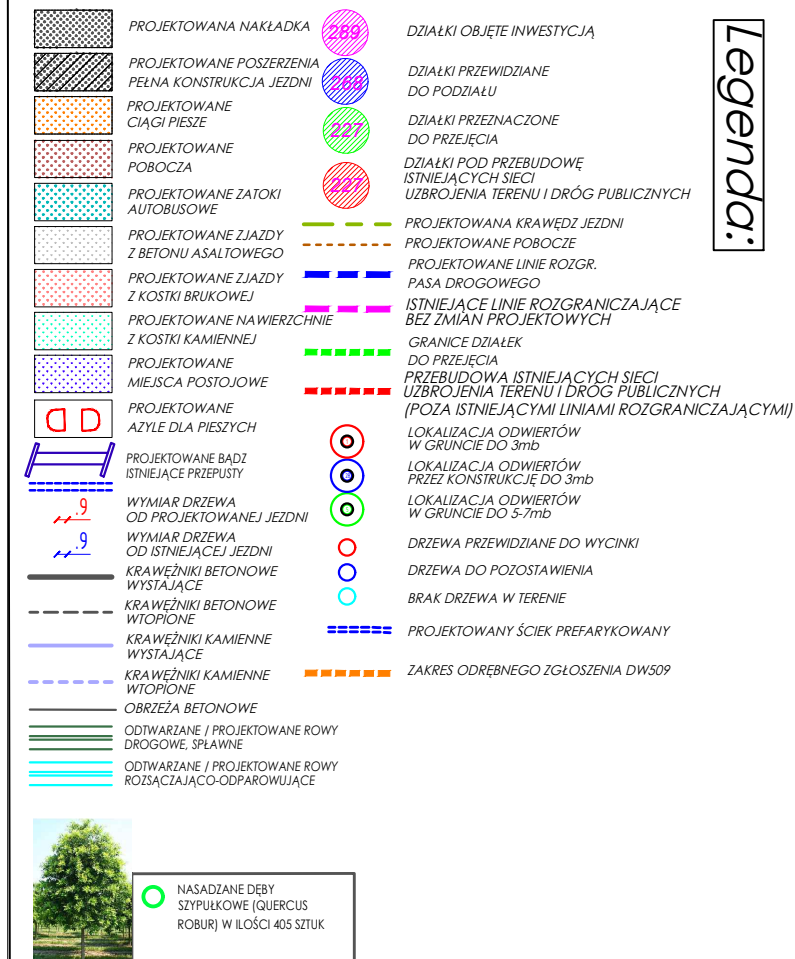 Legenda:
PROJEKTOWANA NAKŁADKA
PROJEKTOWANE POSZERZENIA
PEŁNA KONSTRUKCJA JEZDNI
PROJEKTOWANE
CIĄGI PIESZE
PROJEKTOWANE
POBOCZA
PROJEKTOWANE ZATOKI
AUTOBUSOWE
PROJEKTOWANE ZJAZDY
Z BETONU ASALTOWEGO
PROJEKTOWANE ZJAZDY
Z KOSTKI BRUKOWEJ
PROJEKTOWANE NAWIERZCHNIE
Z KOSTKI KAMIENNEJ
PROJEKTOWANE
MIEJSCA POSTOJOWE
PROJEKTOWANE
AZYLE DLA PIESZYCH
PROJEKTOWANE BĄDZ
ISTNIEJĄCE PRZEPUSTY
.9
WYMIAR DRZEWA
OD PROJEKTOWANEJ JEZDNI
.9
WYMIAR DRZEWA
OD ISTNIEJĄCEJ JEZDNI
KRAWĘŻNIKI BETONOWE
WYSTAJĄCE
KRAWĘŻNIKI BETONOWE
WTOPIONE
KRAWĘŻNIKI KAMIENNE
WYSTAJĄCE
KRAWĘŻNIKI KAMIENNE
WTOPIONE
OBRZEŻA BETONOWE
ODTWARZANE / PROJEKTOWANE ROWY
DROGOWE, SPŁAWNE
ODTWARZANE / PROJEKTOWANE ROWY
ROZSĄCZAJĄCO-ODPAROWUJĄCE
289
DZIAŁKI OBJĘTE INWESTYCJĄ
288
DZIAŁKI PRZEWIDZIANE
DO PODZIAŁU
227
DZIAŁKI PRZEZNACZONE
DO PRZEJĘCIA
227
DZIAŁKI POD PRZEBUDOWĘ
ISTNIEJĄCYCH SIECI
UZBROJENIA TERENU I DRÓG PUBLICZNYCH
PROJEKTOWANA KRAWĘDZ JEZDNI
PROJEKTOWANE POBOCZE
PROJEKTOWANE LINIE ROZGR.
PASA DROGOWEGO
ISTNIEJĄCE LINIE ROZGRANICZAJĄCE
BEZ ZMIAN PROJEKTOWYCH
GRANICE DZIAŁEK
DO PRZEJĘCIA
PRZEBUDOWA ISTNIEJĄCYCH SIECI
UZBROJENIA TERENU I DRÓG PUBLICZNYCH
(POZA ISTNIEJĄCYMI LINIAMI ROZGRANICZAJĄCYMI)
LOKALIZACJA ODWIERTÓW
W GRUNCIE DO 3mb
LOKALIZACJA ODWIERTÓW
PRZEZ KONSTRUKCJĘ DO 3mb
LOKALIZACJA ODWIERTÓW
W GRUNCIE DO 5-7mb
DRZEWA PRZEWIDZIANE DO WYCINKI
DRZEWA DO POZOSTAWIENIA
BRAK DRZEWA W TERENIE
PROJEKTOWANY ŚCIEK PREFARYKOWANY
ZAKRES ODRĘBNEGO ZGŁOSZENIA DW509
NASADZANE DĘBY
SZYPUŁKOWE (QUERCUS
ROBUR) W ILOŚCI 405 SZTUK